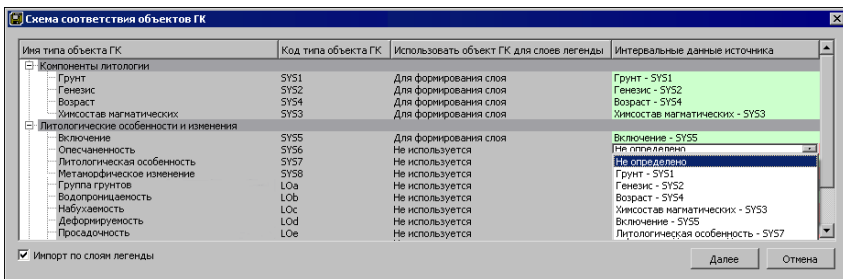 Схема соответствия объектов ГК
Имя типа объекта ГК Код типа объекта ГК Использовать объект ГК для слоев легенды Интервальные данные источника
Компоненты литологии
Грунт SYS1 Для формирования слоя Грунт - SYS1
Генезис SYS2 Для формирования слоя Генезис - SYS2
Возраст SYS4 Для формирования слоя Возраст - SYS4
Химсостав магматических SYS3 Для формирования слоя Химсостав магматических - SYS3
Литологические особенности и изменения
Включение SYS5 Для формирования слоя Включение - SYS5
Опесчаненность SYS6 Не используется Не определено
Литологическая особенность SYS7 Не используется Не определено
Метаморфическое изменение SYS8 Не используется Грунт - SYS1
Группа грунтов LOa Не используется Генезис - SYS2
Водопроницаемость LOb Не используется Возраст - SYS4
Набухаемость LOc Не используется Химсостав магматических - SYS3
Деформируемость LOd Не используется Включение - SYS5
Просадочность LOe Не используется Литологическая особенность - SYS7
Импорт по слоям легенды Далее Отмена